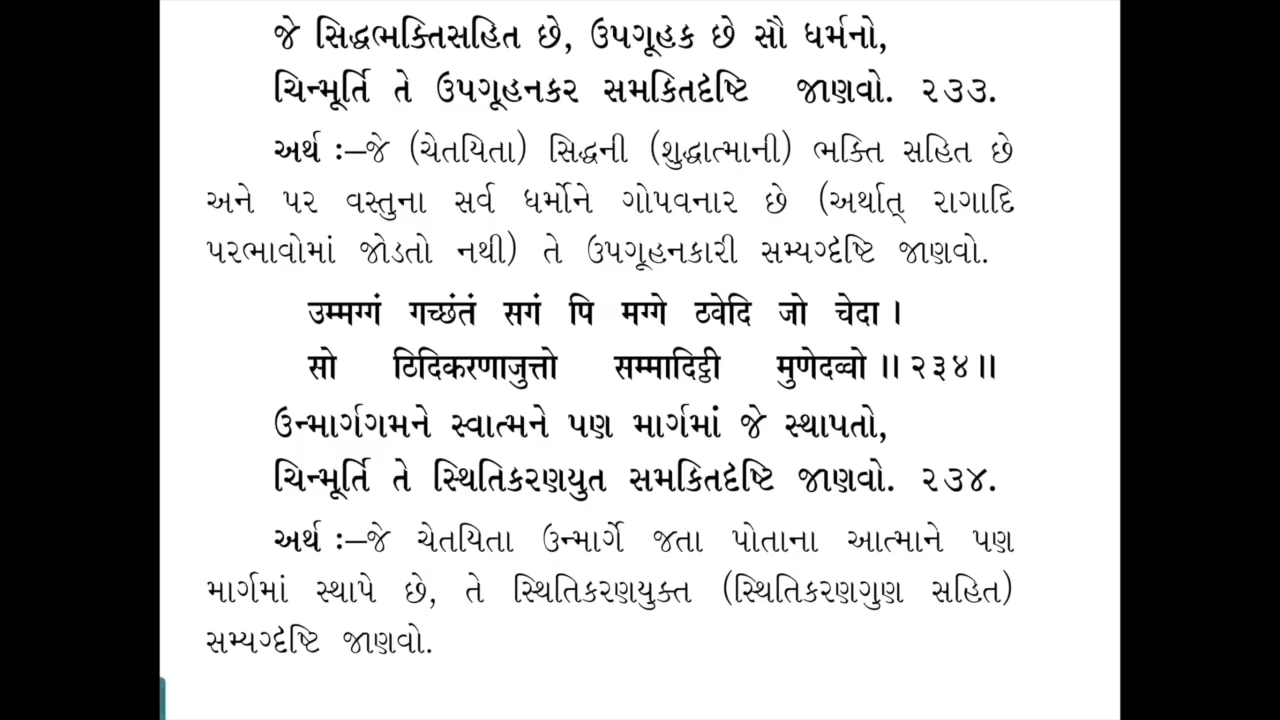 જે સિદ્ધભક્તિસહિત છે, ઉપગૂહક છે સૌ ધર્મનો,
ચિન્મૂર્તિ તે ઉપગૂહનકર સમકિતદૃષ્ટિ જાણવો. ૨૩૩.
અર્થ :–જે (ચેતયિતા) સિદ્ધની (શુદ્ધાત્માની) ભક્તિ સહિત છે
અને પર વસ્તુના સર્વ ધર્મોને ગોપવનાર છે (અર્થાત્ રાગાદિ
પરભાવોમાં જોડતો નથી) તે ઉપગૂહનકારી સમ્યગ્દૃષ્ટિ જાણવો.
उम्मग्गं गच्छंतं सगं पि मग्गे ठवेदि जो चेदा ।
सो ठिदिकरणाजुत्तो सम्मादिट्ठी मुणेदव्वो ॥ २३४ ॥
ઉન્માર્ગગમને સ્વાત્મને પણ માર્ગમાં જે સ્થાપતો,
ચિન્મૂર્તિ તે સ્થિતિકરણયુત સમકિતદૃષ્ટિ જાણવો. ૨૩૪.
અર્થ :–જે ચેતયિતા ઉન્માર્ગે જતા પોતાના આત્માને પણ
માર્ગમાં સ્થાપે છે, તે સ્થિતિકરણયુક્ત (સ્થિતિકરણગુણ સહિત)
સમ્યગ્દૃષ્ટિ જાણવો.